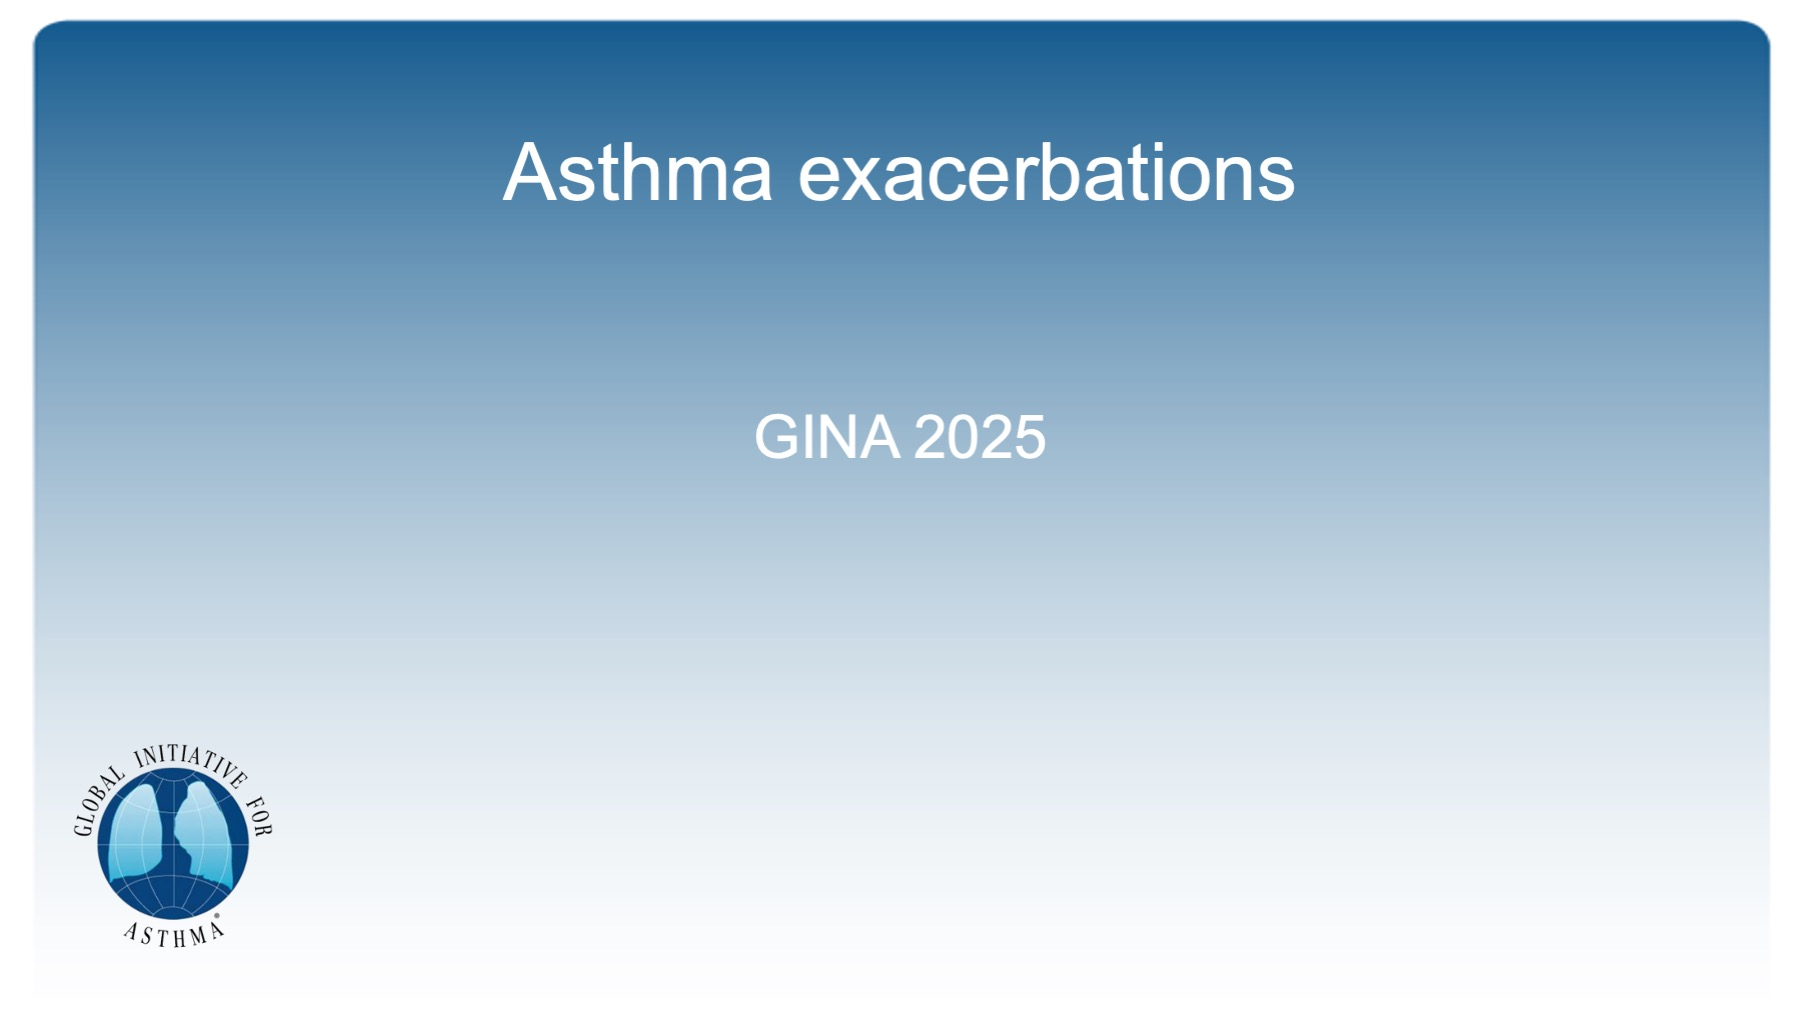 Asthma exacerbations
GINA 2025
GLOBAL INITIATIVE FOR
ASTHMA